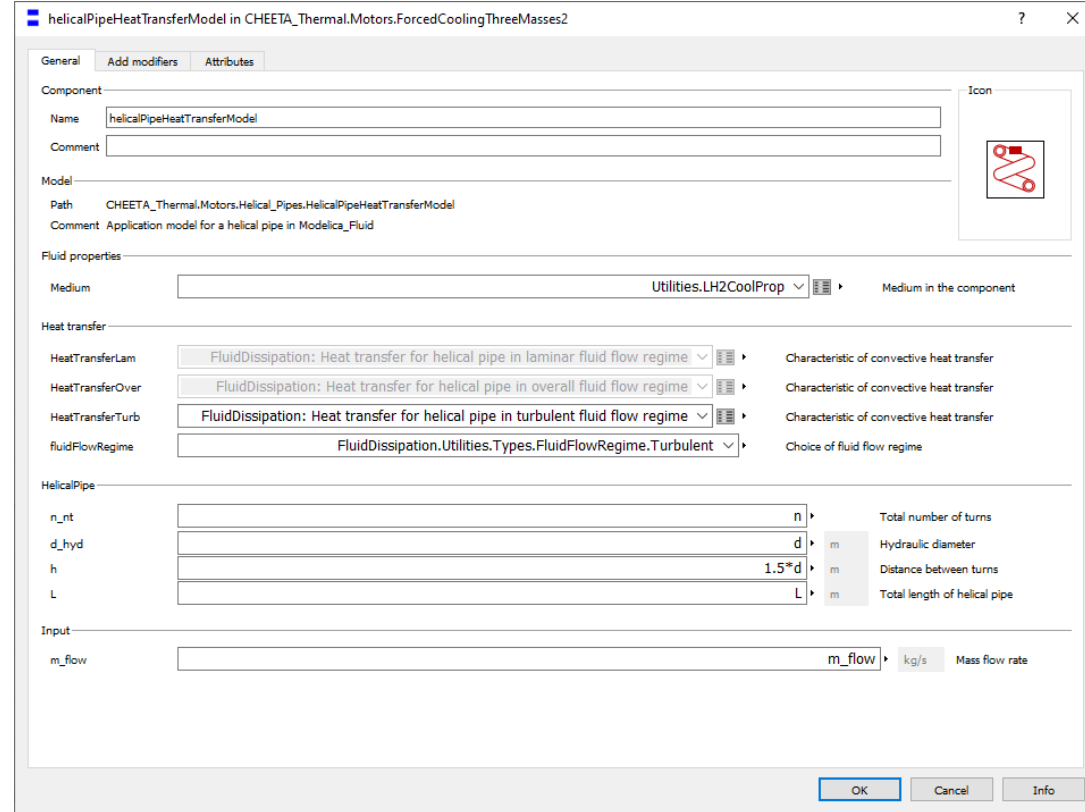 helicalPipeHeatTransferModel in CHEETA_Thermal.Motors.ForcedCoolingThreeMasses2 ? ×
General Add modifiers Attributes
Component Icon
Name helicalPipeHeatTransferModel
Comment
Model
Path CHEETA_Thermal.Motors.Helical_Pipes.HelicalPipeHeatTransferModel
Comment Application model for a helical pipe in Modelica_Fluid
Fluid properties
Medium Utilities.LH2CoolProp Medium in the component
Heat transfer
HeatTransferLam FluidDissipation: Heat transfer for helical pipe in laminar fluid flow regime Characteristic of convective heat transfer
HeatTransferOver FluidDissipation: Heat transfer for helical pipe in overall fluid flow regime Characteristic of convective heat transfer
HeatTransferTurb FluidDissipation: Heat transfer for helical pipe in turbulent fluid flow regime Characteristic of convective heat transfer
fluidFlowRegime FluidDissipation.Utilities.Types.FluidFlowRegime.Turbulent Choice of fluid flow regime
HelicalPipe
n_nt n Total number of turns
d_hyd d m Hydraulic diameter
h 1.5*d m Distance between turns
L L m Total length of helical pipe
Input
m_flow m_flow kg/s Mass flow rate
OK Cancel Info